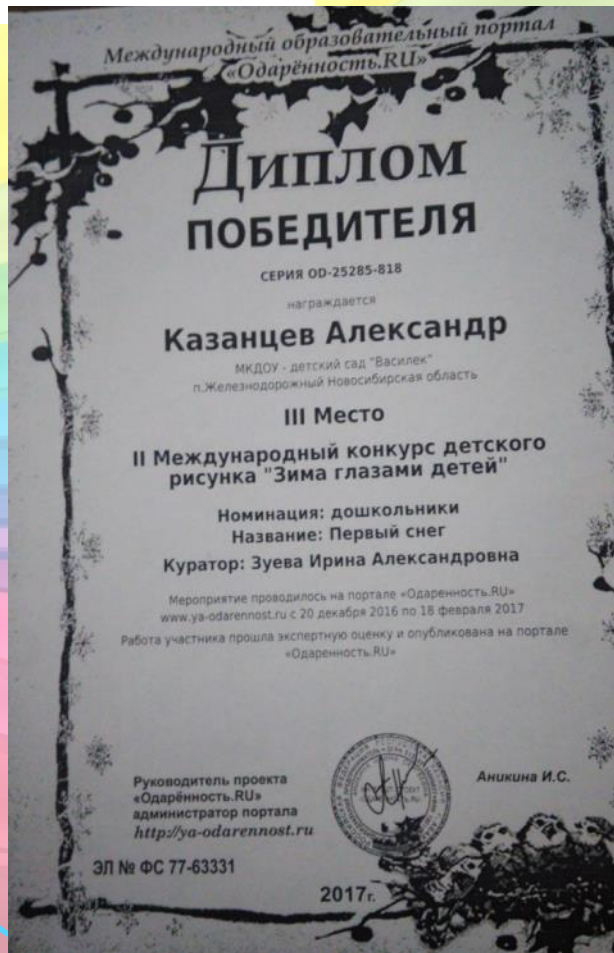 Международный образовательный портал
«Одарённость.RU»
Диплом
ПОБЕДИТЕЛЯ
СЕРИЯ OD-25285-818
награждается
Казанцев Александр
МКДОУ - детский сад "Василек"
п.Железнодорожный Новосибирская область
III Место
II Международный конкурс детского
рисунка "Зима глазами детей"
Номинация: дошкольники
Название: Первый снег
Куратор: Зуева Ирина Александровна
Мероприятие проводилось на портале «Одаренность.RU»
www.ya-odarennost.ru с 20 декабря 2016 по 18 февраля 2017
Работа участника прошла экспертную оценку и опубликована на портале
«Одаренность.RU»
Руководитель проекта
«Одарённость.RU»
администратор портала
http://ya-odarennost.ru
Аникина И.С.
ЭЛ № ФС 77-63331
2017г.